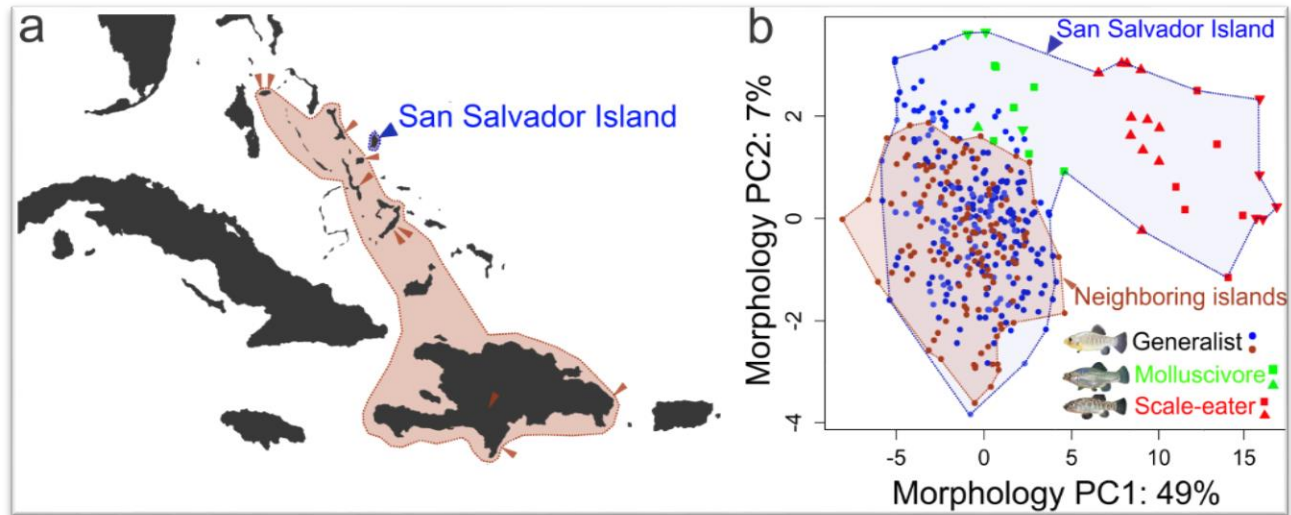 a
San Salvador Island
b
San Salvador Island
Morphology PC2: 7%
2
0
-2
-4
Neighboring islands
Generalist
Molluscivore
Scale-eater
-5 0 5 10 15
Morphology PC1: 49%